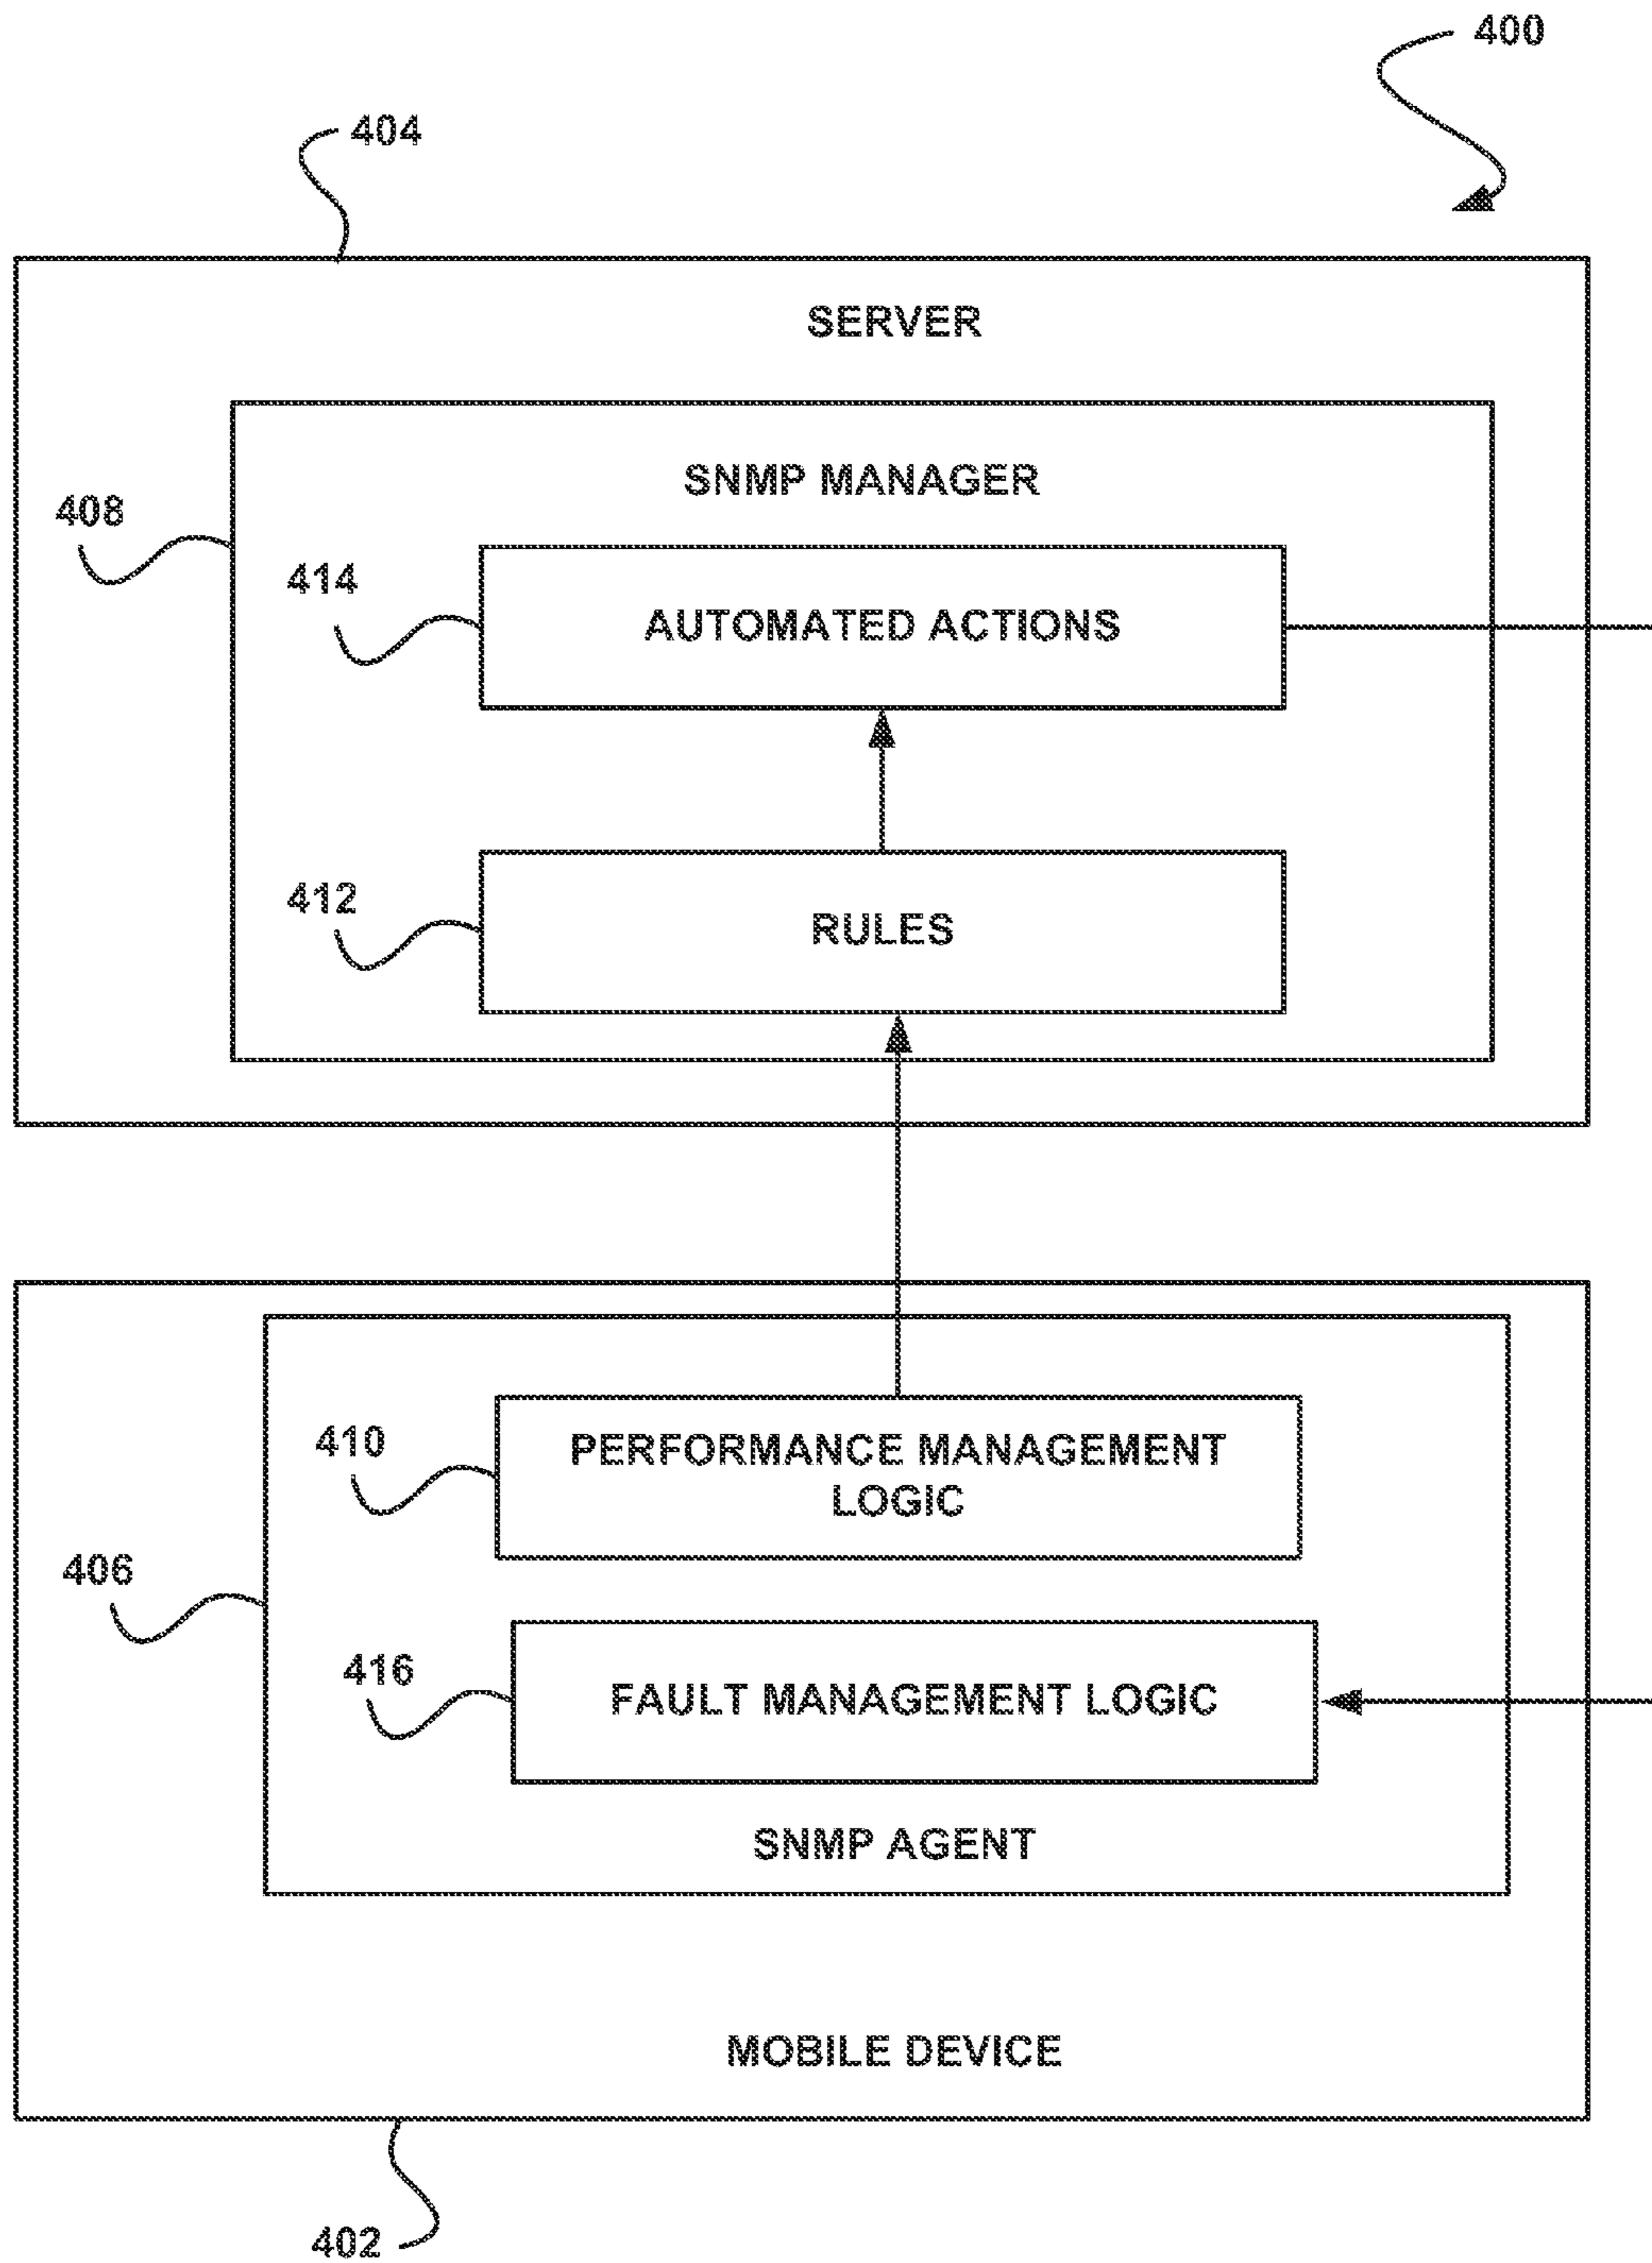 400
404
SERVER
SNMP MANAGER
408
414
AUTOMATED ACTIONS
412
RULES
410
PERFORMANCE MANAGEMENT
LOGIC
406
416
FAULT MANAGEMENT LOGIC
SNMP AGENT
MOBILE DEVICE
402